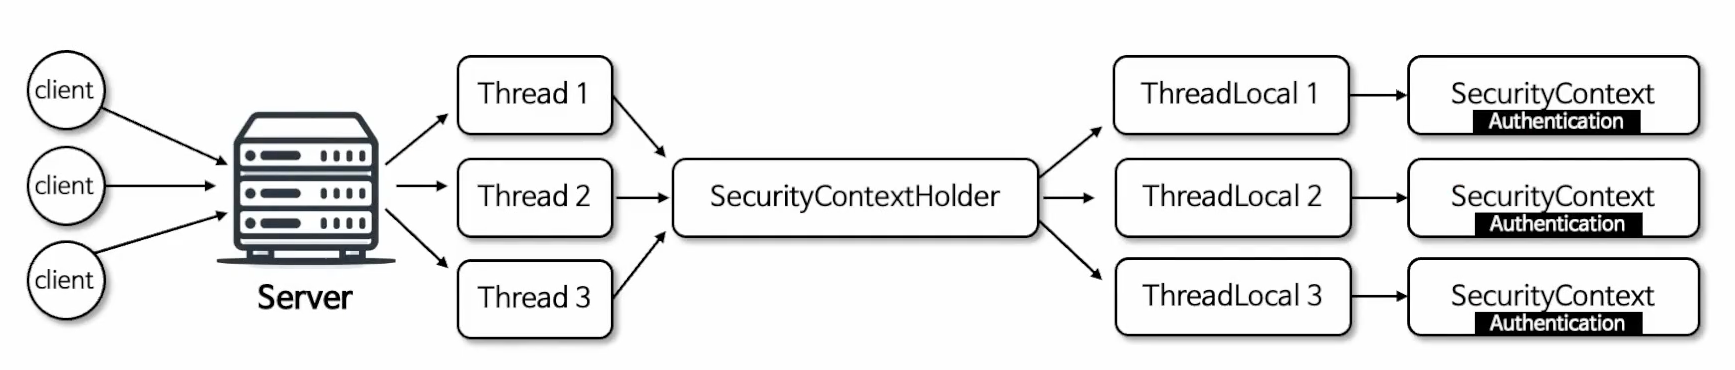 client
client
client
Server
Thread 1
Thread 2
Thread 3
SecurityContextHolder
ThreadLocal 1
ThreadLocal 2
ThreadLocal 3
SecurityContext
Authentication
SecurityContext
Authentication
SecurityContext
Authentication